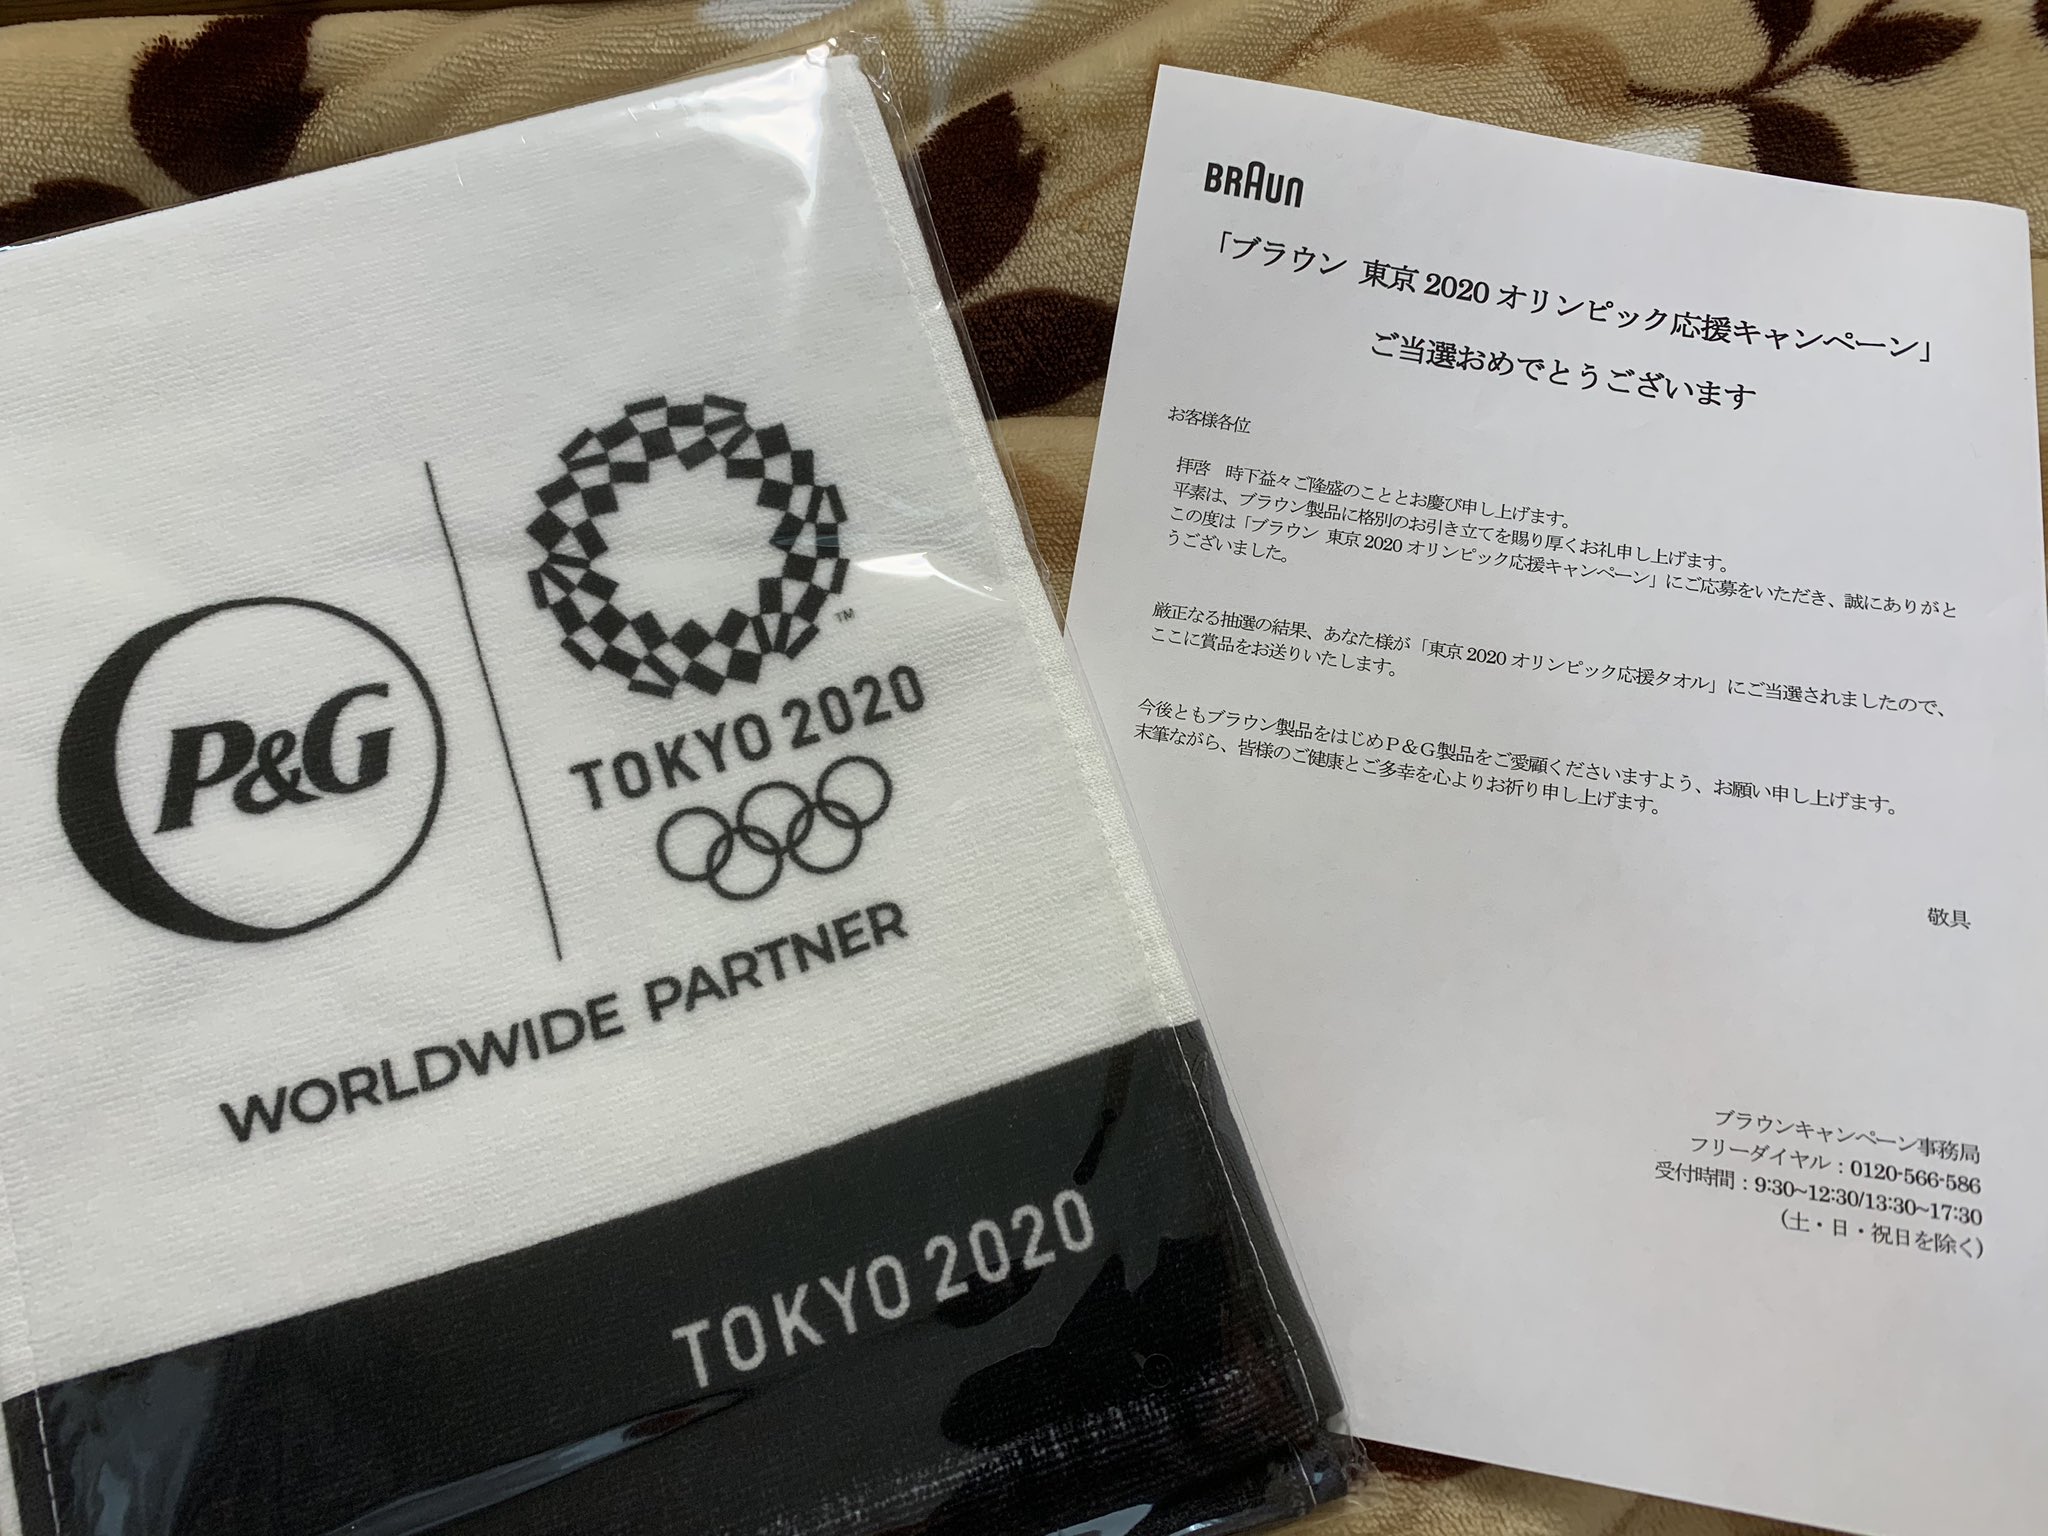 P&G
TM
TOKYO 2020
WORLDWIDE PARTNER
TOKYO 2020
BRAUN
「ブラウン 東京2020オリンピック応援キャンペーン」
ご当選おめでとうございます
お客様各位
拝啓　時下益々ご隆盛のこととお慶び申し上げます。
平素は、ブラウン製品に格別のお引き立てを賜り厚くお礼申し上げます。
この度は「ブラウン 東京2020オリンピック応援キャンペーン」にご応募をいただき、誠にありがと
うございました。
厳正なる抽選の結果、あなた様が「東京2020オリンピック応援タオル」にご当選されましたので、
ここに賞品をお送りいたします。
今後ともブラウン製品をはじめP&G製品をご愛顧くださいますよう、お願い申し上げます。
末筆ながら、皆様のご健康とご多幸を心よりお祈り申し上げます。
敬具
ブラウンキャンペーン事務局
フリーダイヤル：0120-566-586
受付時間：9:30~12:30/13:30~17:30
(土・日・祝日を除く)